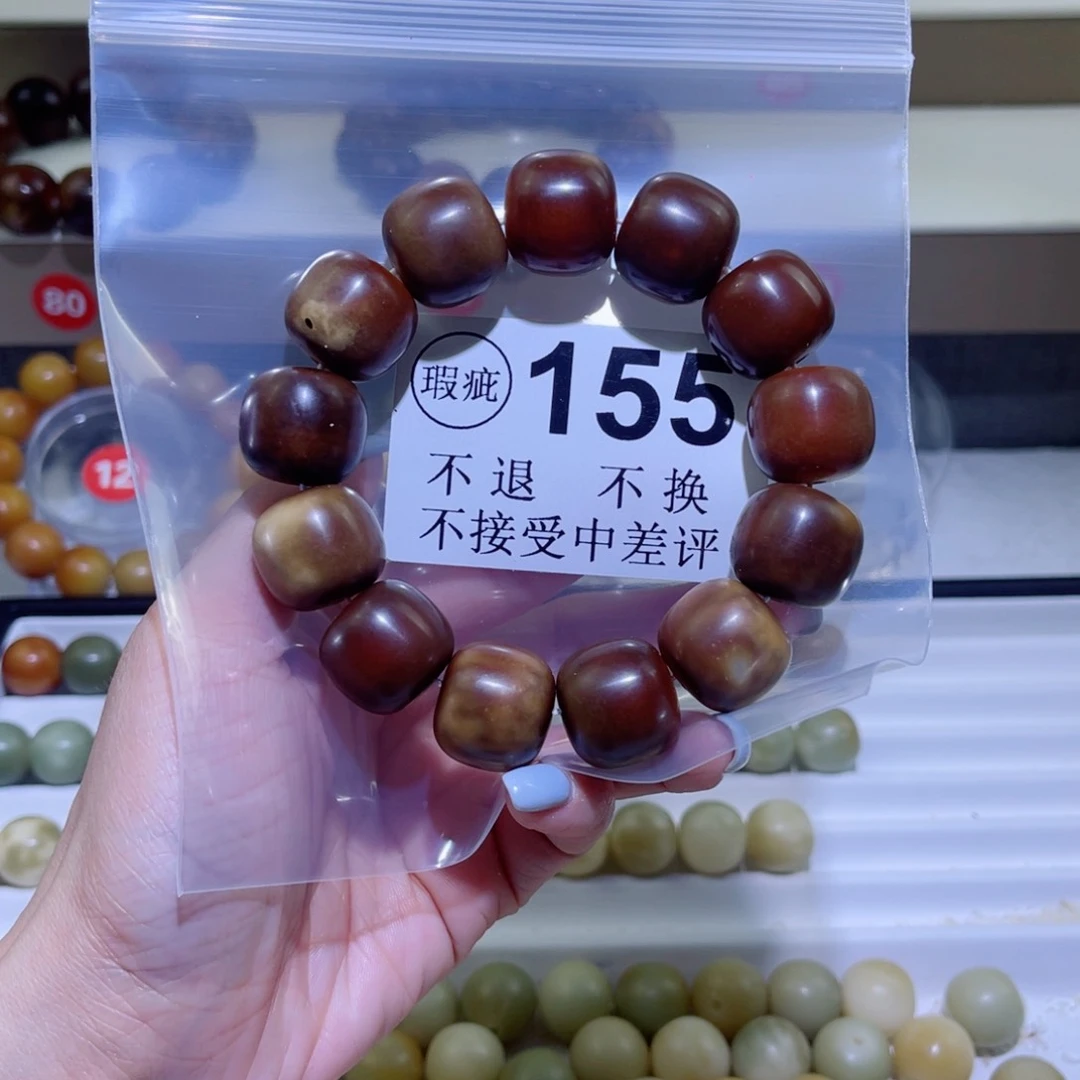 瑕疵 155
不退 不换
不接受中差评
80
12